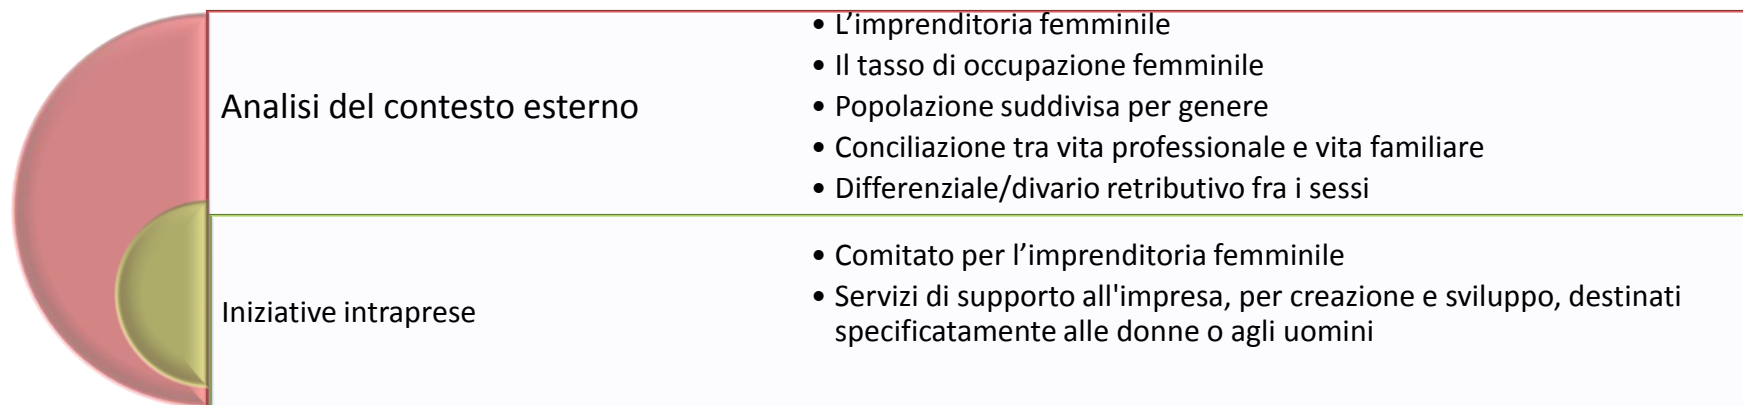 Analisi del contesto esterno
• L’imprenditoria femminile
• Il tasso di occupazione femminile
• Popolazione suddivisa per genere
• Conciliazione tra vita professionale e vita familiare
• Differenziale/divario retributivo fra i sessi
Iniziative intraprese
• Comitato per l’imprenditoria femminile
• Servizi di supporto all'impresa, per creazione e sviluppo, destinati
specificatamente alle donne o agli uomini